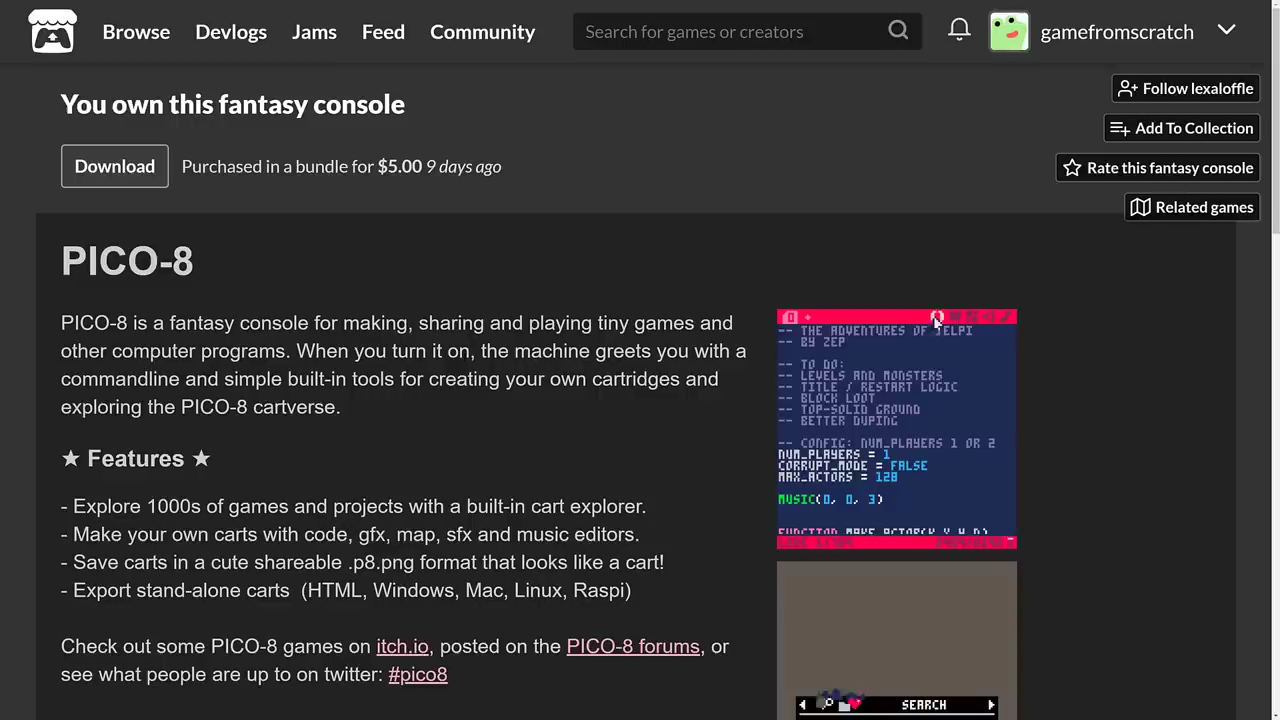 Browse Devlogs Jams Feed Community Search for games or creators gamefromscratch
You own this fantasy console
Follow lexaloffle
Add To Collection
Download Purchased in a bundle for $5.00 9 days ago
Rate this fantasy console
Related games
PICO-8
PICO-8 is a fantasy console for making, sharing and playing tiny games and
other computer programs. When you turn it on, the machine greets you with a
commandline and simple built-in tools for creating your own cartridges and
exploring the PICO-8 cartverse.
★ Features ★
- Explore 1000s of games and projects with a built-in cart explorer.
- Make your own carts with code, gfx, map, sfx and music editors.
- Save carts in a cute shareable .p8.png format that looks like a cart!
- Export stand-alone carts (HTML, Windows, Mac, Linux, Raspi)
Check out some PICO-8 games on itch.io, posted on the PICO-8 forums, or
see what people are up to on twitter: #pico8
-- THE ADVENTURES OF JELPI
-- BY ZEP
-- TO DO:
-- LEVELS AND MONSTERS
-- TITLE / RESTART LOGIC
-- BLOCK LOOT
-- TOP-SOLID GROUND
-- BETTER DUPING
-- CONFIG: NUM_PLAYERS 1 OR 2
NUM_PLAYERS = 1
CORRUPT_MODE = FALSE
MAX_ACTORS = 128
MUSIC(0, 0, 3)
SEARCH